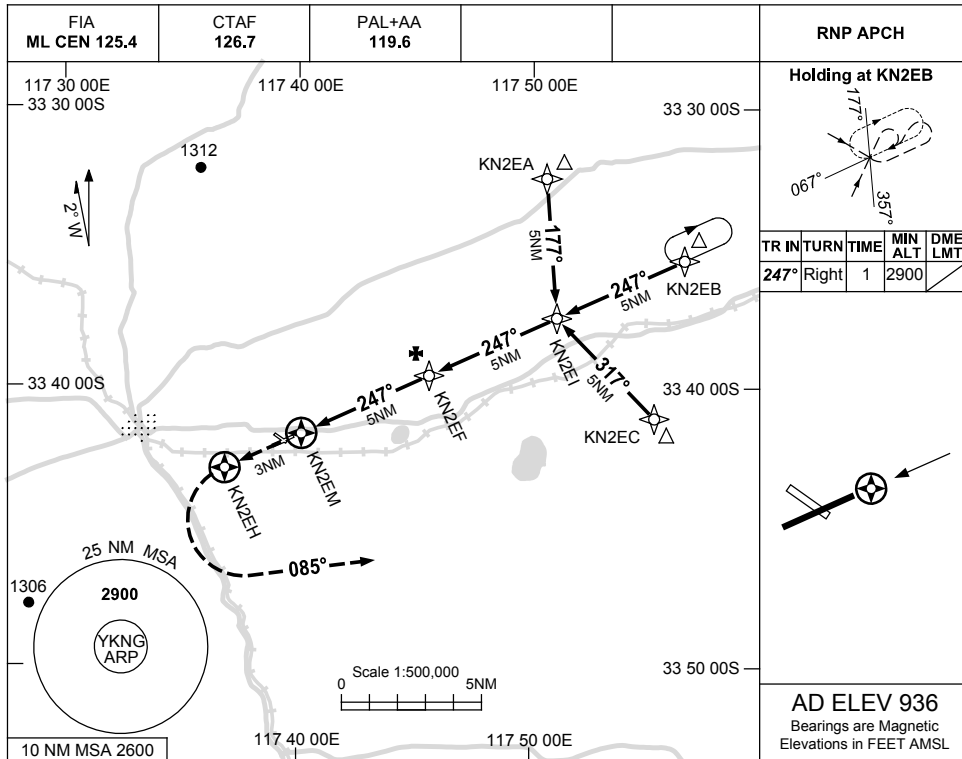 FIA
ML CEN 125.4
CTAF
126.7
PAL+AA
119.6
RNP APCH
117 30 00E
117 40 00E
117 50 00E
33 30 00S
33 30 00S
Holding at KN2EB
177°
067°
357°
TR IN TURN TIME MIN ALT DME LMT
247° Right 1 2900
1312
2° W
KN2EA
177°
5NM
KN2EB
247°
5NM
KN2EI
247°
5NM
317°
5NM
KN2EC
33 40 00S
33 40 00S
KN2EF
247°
5NM
KN2EM
3NM
KN2EH
085°
25 NM MSA
1306
2900
YKNG
ARP
10 NM MSA 2600
Scale 1:500,000
0 5NM
33 50 00S
117 40 00E
117 50 00E
AD ELEV 936
Bearings are Magnetic
Elevations in FEET AMSL